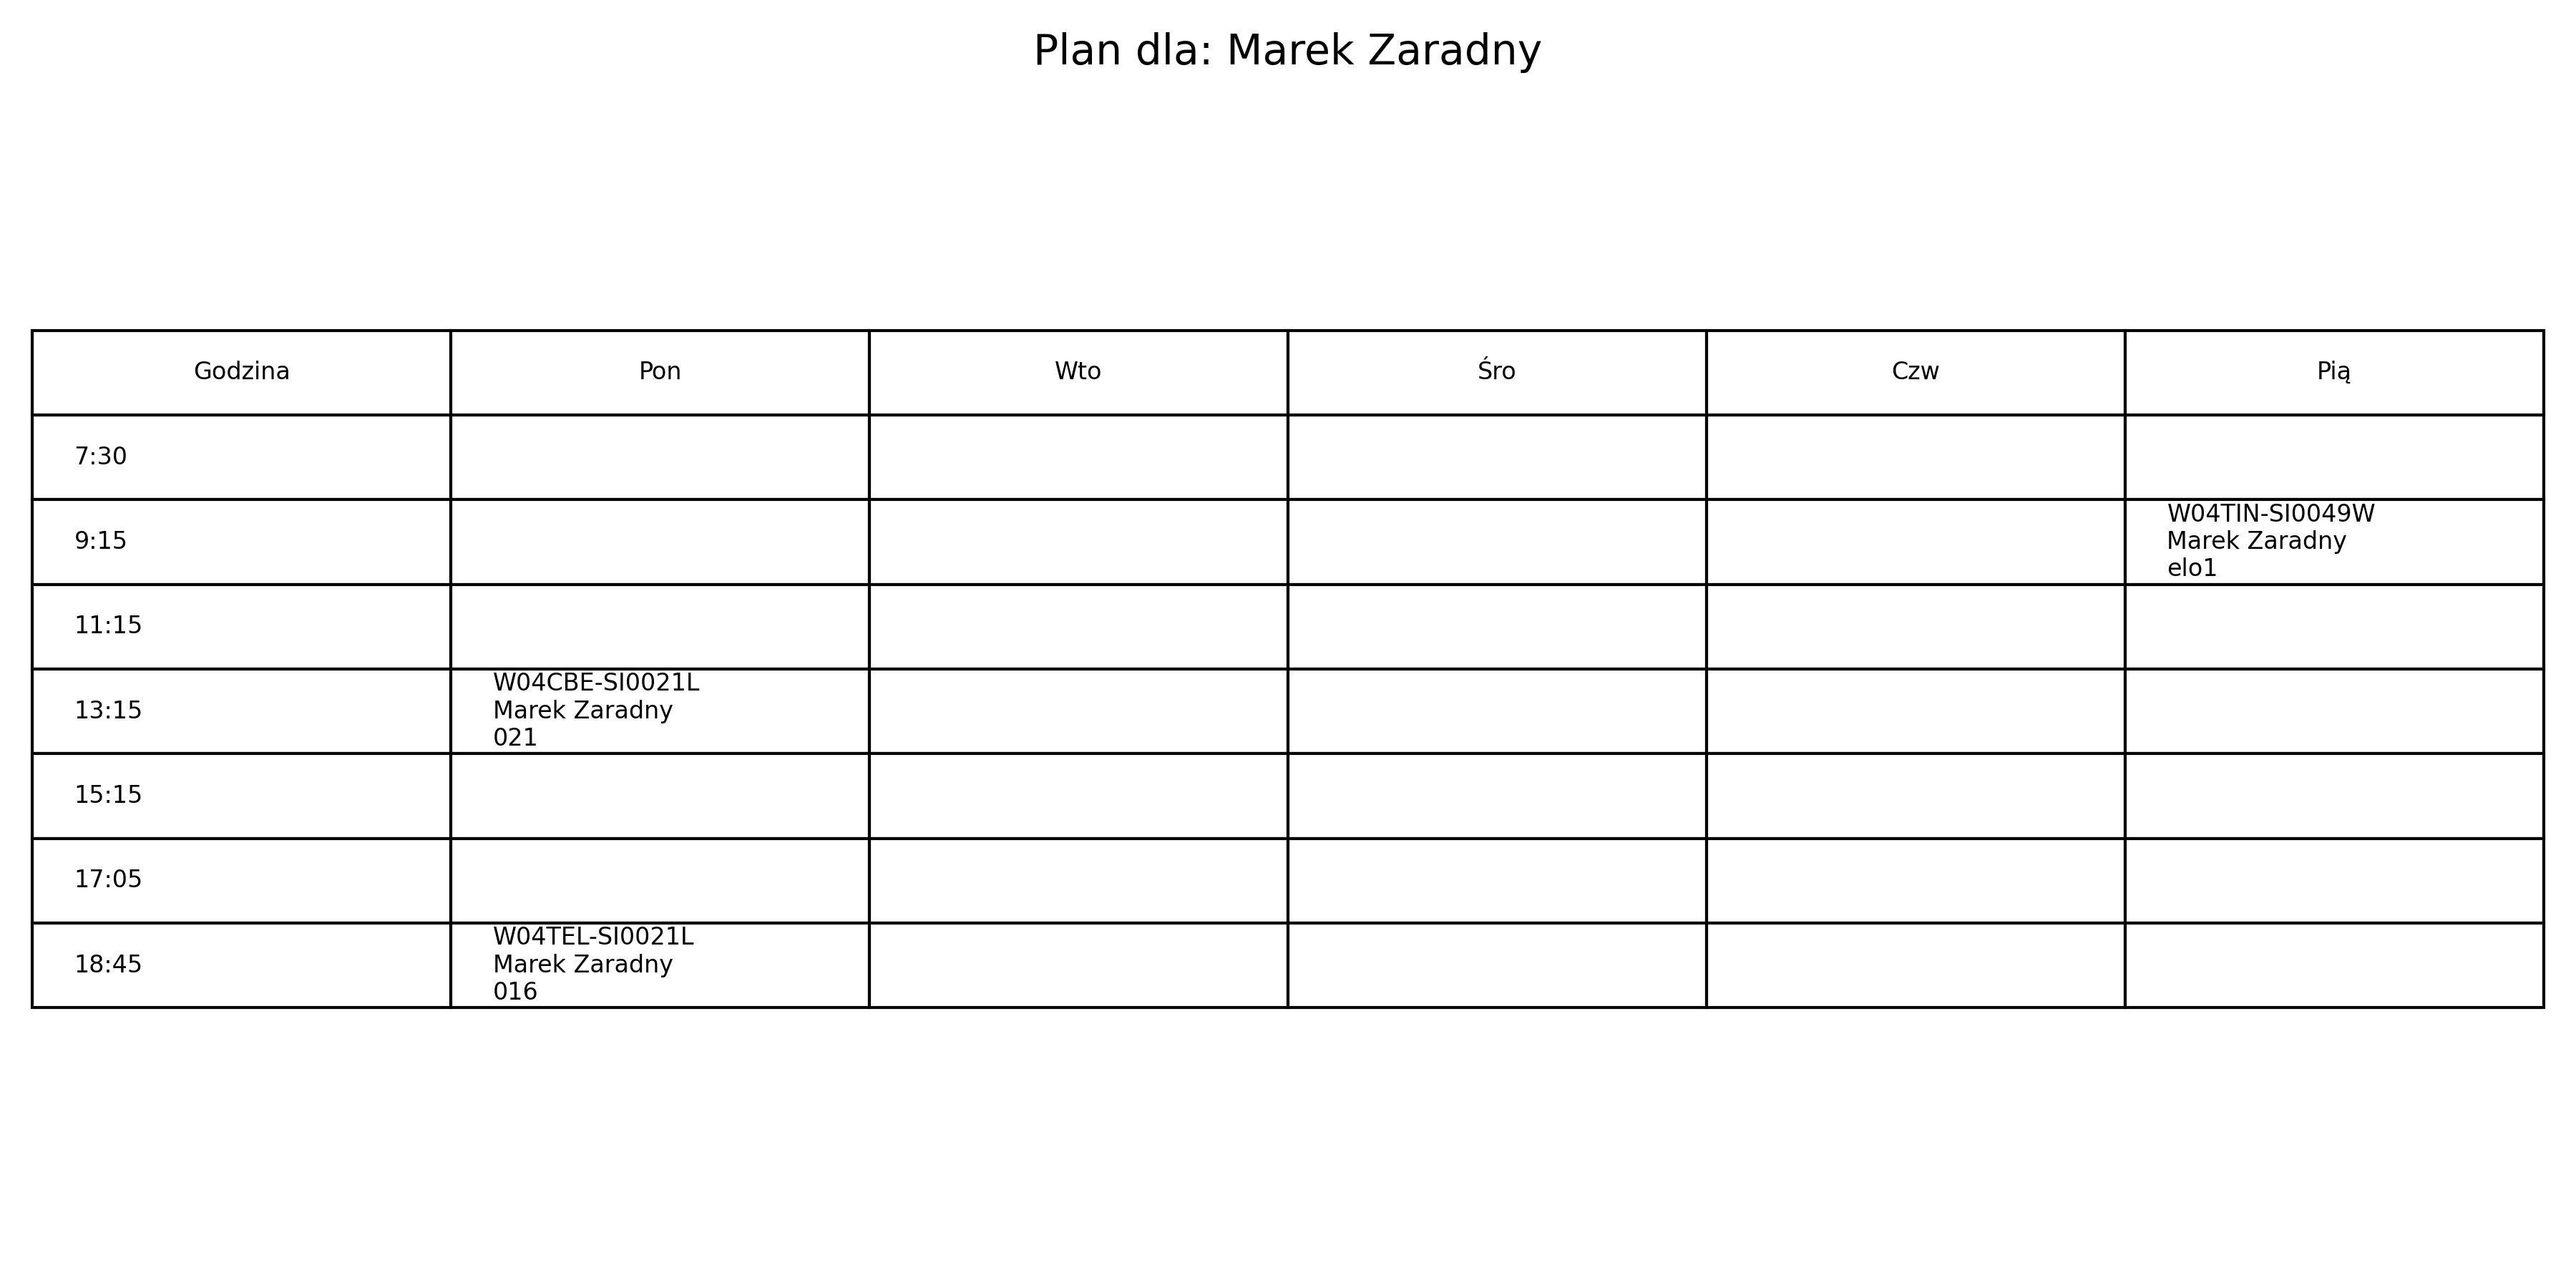 Plan dla: Marek Zaradny
Godzina Pon Wto Śro Czw Pią
7:30
9:15
W04TIN-SI0049W
Marek Zaradny
elo1
11:15
13:15
W04CBE-SI0021L
Marek Zaradny
021
15:15
17:05
18:45
W04TEL-SI0021L
Marek Zaradny
016